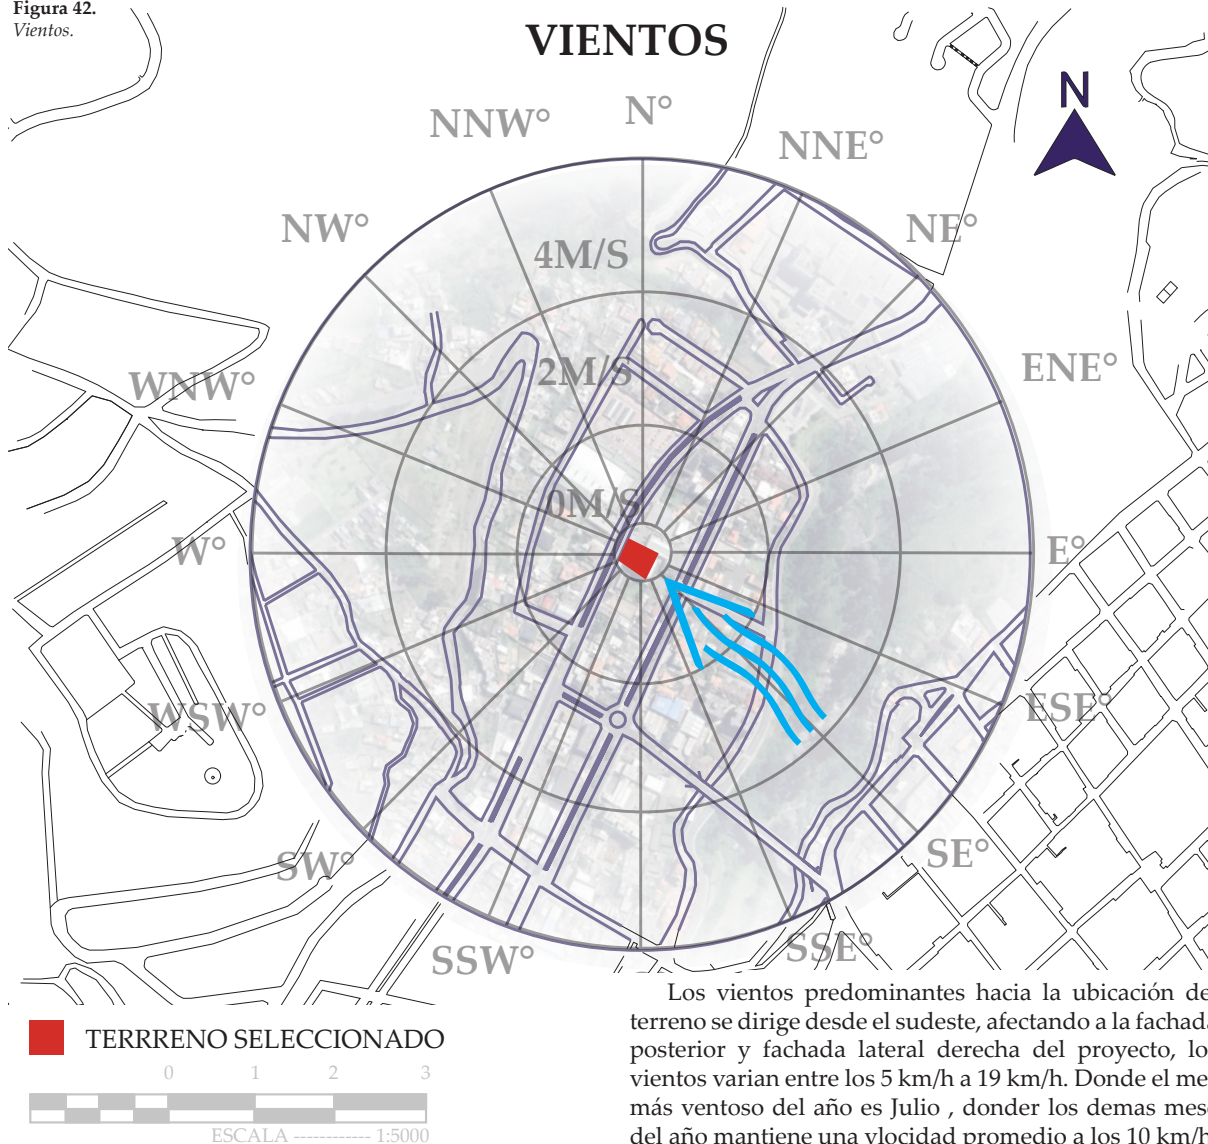 Figura 42.
Vientos.
VIENTOS
N
N°
NNW°
NNE°
NW°
NE°
4M/S
ENE°
2M/S
WNW°
0M/S
W°
E°
WSW°
ESE°
SW°
SE°
SSW°
SSE°
TERRRENO SELECCIONADO
0 1 2 3
ESCALA ------------ 1:5000
Los vientos predominantes hacia la ubicación de
terreno se dirige desde el sudeste, afectando a la fachada
posterior y fachada lateral derecha del proyecto, lo
vientos varian entre los 5 km/h a 19 km/h. Donde el me
más ventoso del año es Julio , donder los demas mese
del año mantiene una vlocidad promedio a los 10 km/h